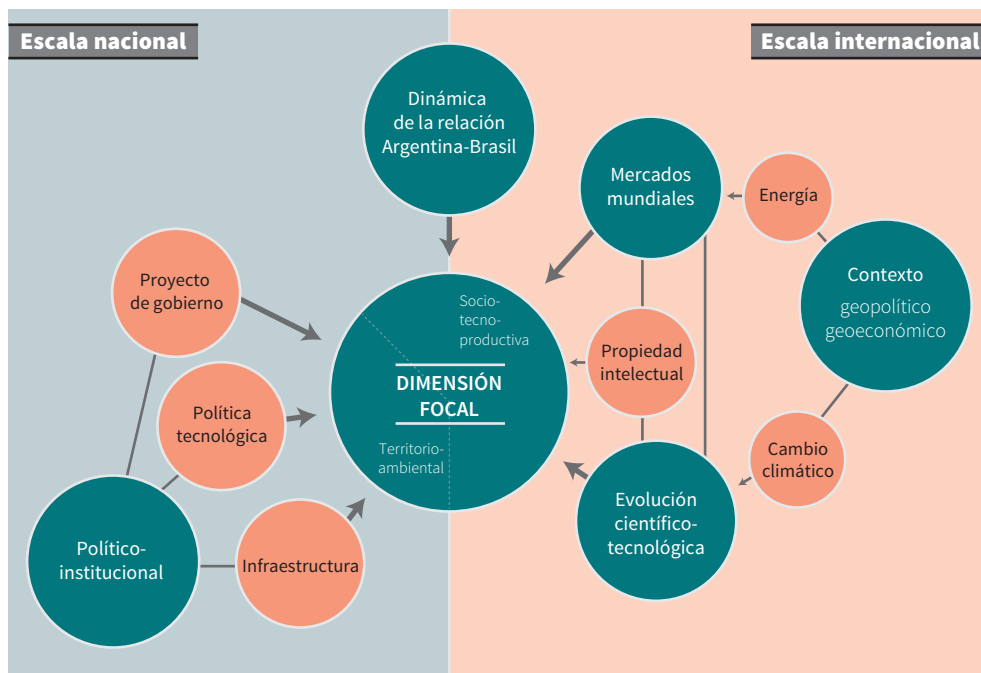 Escala nacional
Escala internacional
Dinámica
de la relación
Argentina-Brasil
Mercados
mundiales
Energía
Contexto
geopolítico
geoeconómico
Proyecto
de gobierno
Socio-
tecno-
productiva
Propiedad
intelectual
DIMENSIÓN
FOCAL
Política
tecnológica
Territorio-
ambiental
Cambio
climático
Evolución
científico-
tecnológica
Político-
institucional
Infraestructura